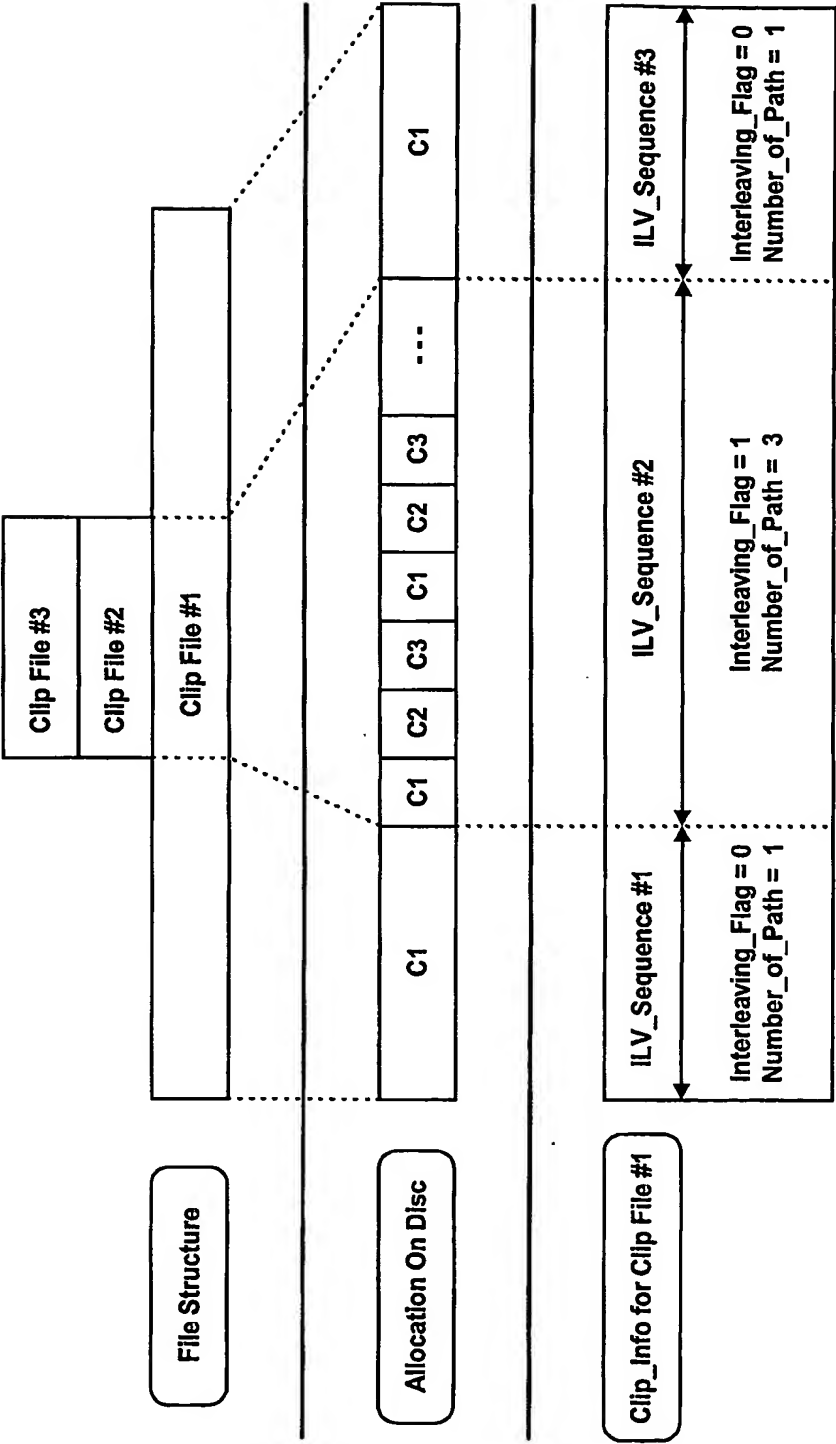 File Structure
Clip File #3
Clip File #2
Clip File #1
Allocation On Disc
C1 C1 C2 C3 C1 C2 C3 --- C1
Clip_Info for Clip File #1
ILV_Sequence #1 ILV_Sequence #2 ILV_Sequence #3
Interleaving_Flag = 0 Interleaving_Flag = 1 Interleaving_Flag = 0
Number_of_Path = 1 Number_of_Path = 3 Number_of_Path = 1